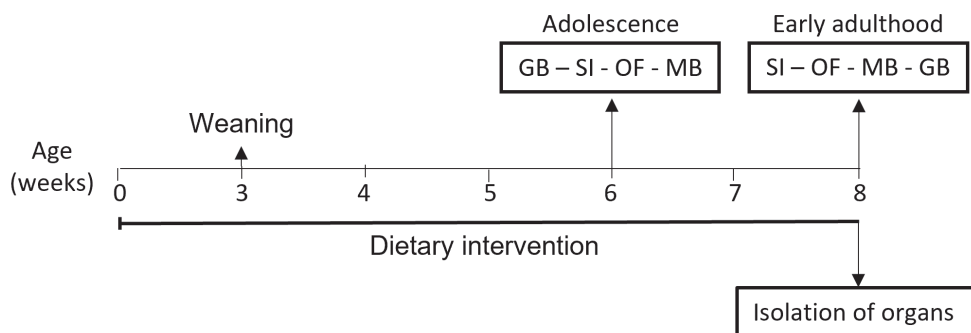 Adolescence
Early adulthood
GB – SI - OF - MB
SI – OF - MB - GB
Weaning
Age
(weeks)
0 3 4 5 6 7 8
Dietary intervention
Isolation of organs